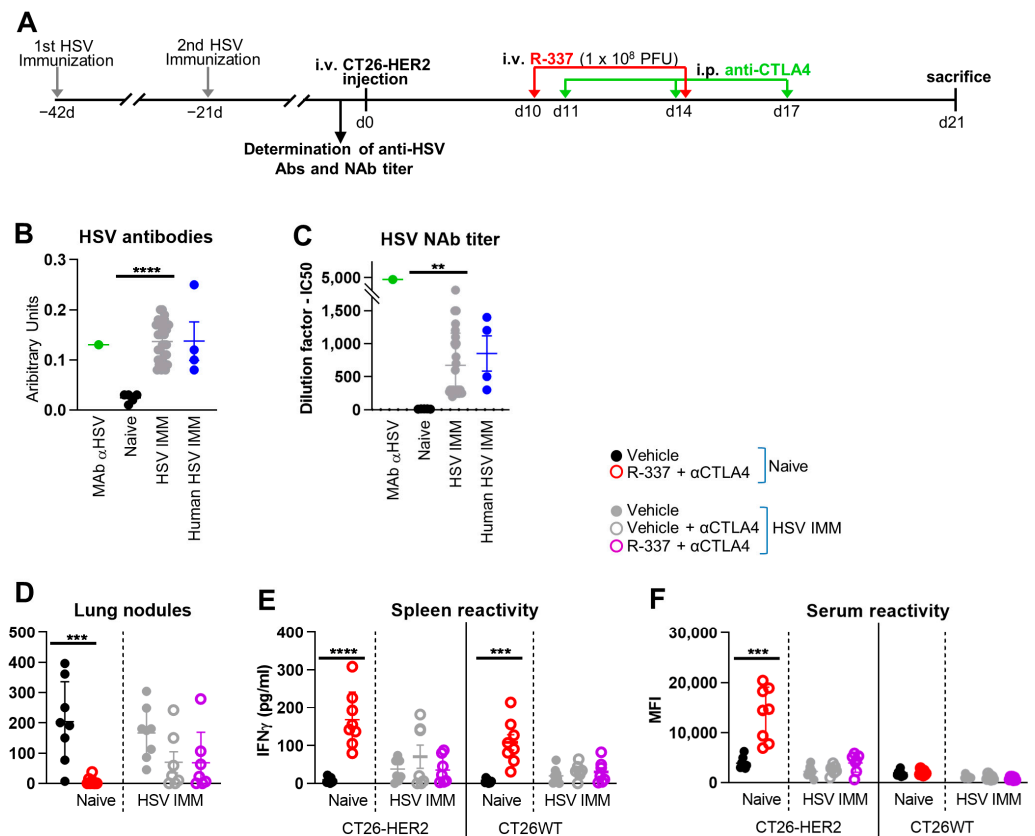 A
1st HSV
Immunization
2nd HSV
Immunization
i.v. CT26-HER2
injection
i.v. R-337 (1 x 10⁸ PFU)
i.p. anti-CTLA4
sacrifice
−42d
−21d
d0
d10
d11
d14
d17
d21
Determination of anti-HSV
Abs and NAb titer
B
HSV antibodies
Aribitrary Units
0.3
0.2
0.1
0.0
****
MAb αHSV
Naive
HSV IMM
Human HSV IMM
C
HSV NAb titer
Dilution factor - IC50
5,000
1,500
1,000
500
0
**
MAb αHSV
Naive
HSV IMM
Human HSV IMM
Vehicle
R-337 + αCTLA4
Naive
Vehicle
Vehicle + αCTLA4
R-337 + αCTLA4
HSV IMM
D
Lung nodules
500
400
300
200
100
0
***
Naive
HSV IMM
E
Spleen reactivity
IFNγ (pg/ml)
400
300
200
100
0
****
***
Naive
HSV IMM
Naive
HSV IMM
CT26-HER2
CT26WT
F
Serum reactivity
MFI
30,000
20,000
10,000
0
***
Naive
HSV IMM
Naive
HSV IMM
CT26-HER2
CT26WT